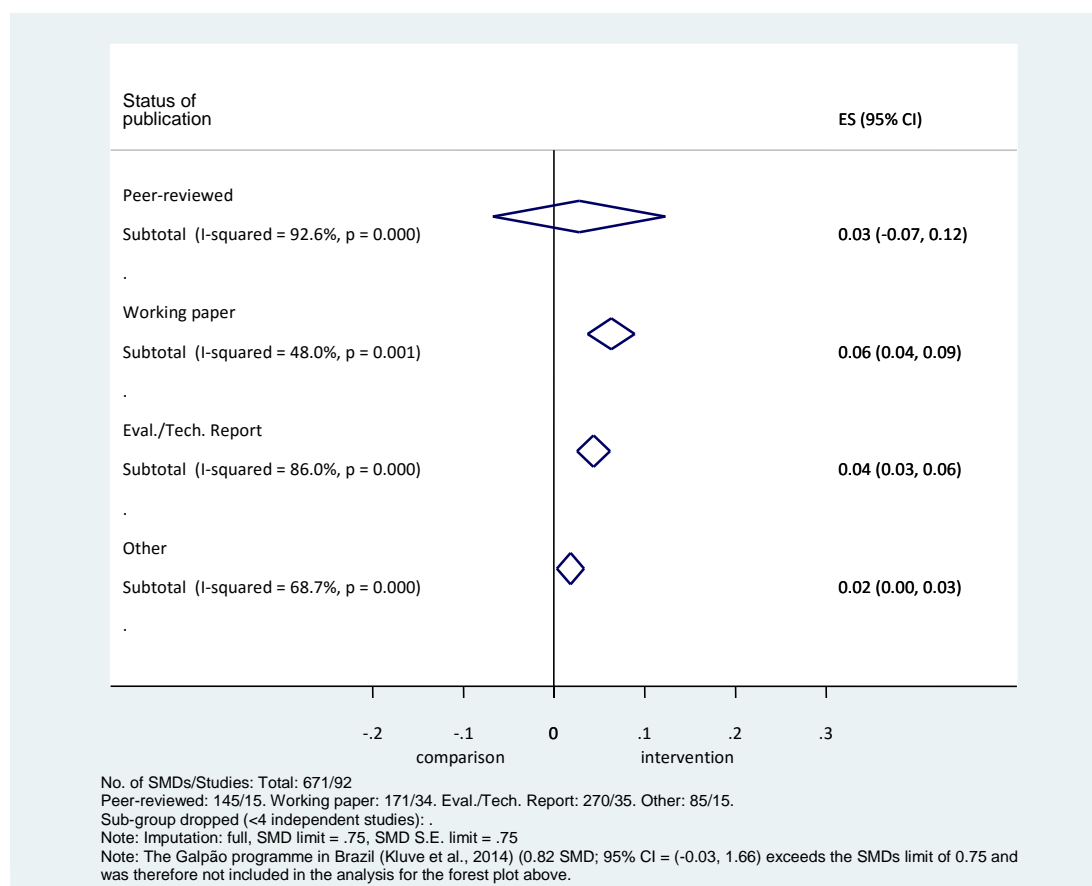 Status of
publication
ES (95% CI)
Peer-reviewed
Subtotal  (I-squared = 92.6%, p = 0.000)
0.03 (-0.07, 0.12)
.
Working paper
Subtotal  (I-squared = 48.0%, p = 0.001)
0.06 (0.04, 0.09)
.
Eval./Tech. Report
Subtotal  (I-squared = 86.0%, p = 0.000)
0.04 (0.03, 0.06)
.
Other
Subtotal  (I-squared = 68.7%, p = 0.000)
0.02 (0.00, 0.03)
.
-.2 -.1 0 .1 .2 .3
comparison intervention
No. of SMDs/Studies: Total: 671/92
Peer-reviewed: 145/15. Working paper: 171/34. Eval./Tech. Report: 270/35. Other: 85/15.
Sub-group dropped (<4 independent studies): .
Note: Imputation: full, SMD limit = .75, SMD S.E. limit = .75
Note: The Galpão programme in Brazil (Kluve et al., 2014) (0.82 SMD; 95% CI = (-0.03, 1.66) exceeds the SMDs limit of 0.75 and
was therefore not included in the analysis for the forest plot above.